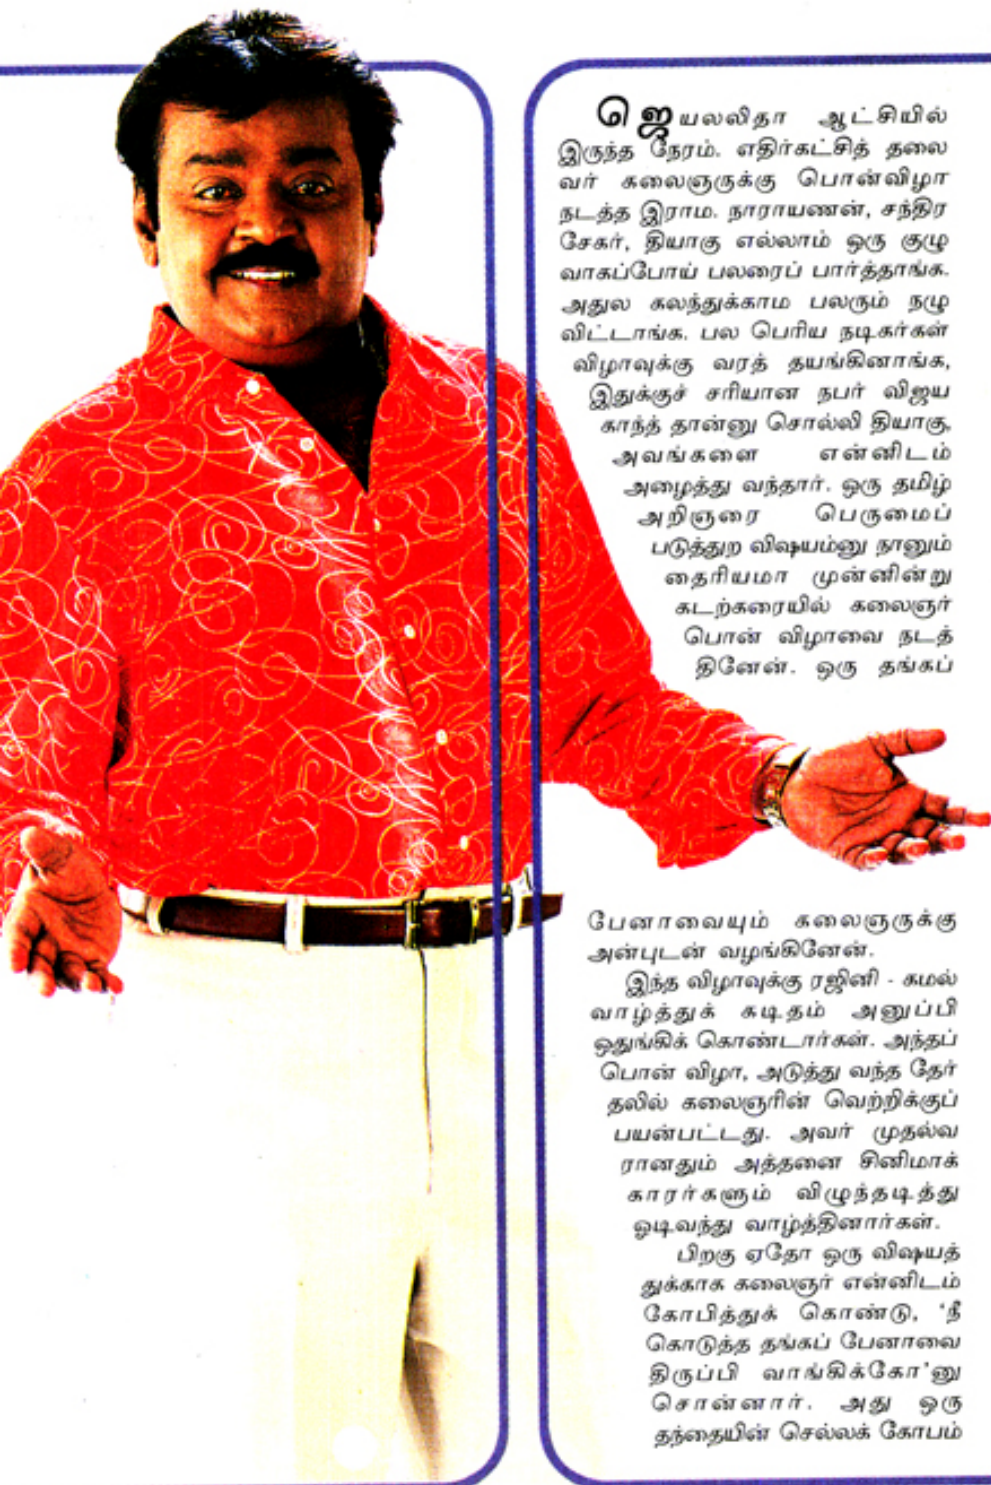 ஜெயலலிதா ஆட்சியில்
இருந்த நேரம். எதிர்கட்சித் தலை
வர் கலைஞருக்கு பொன்விழா
நடத்த இராம. நாராயணன், சந்திர
சேகர், தியாகு எல்லாம் ஒரு குழு
வாகப்போய் பலரைப் பார்த்தாங்க.
அதுல கலந்துக்காம பலரும் நழு
விட்டாங்க. பல பெரிய நடிகர்கள்
விழாவுக்கு வரத் தயங்கினாங்க,
இதுக்குச் சரியான நபர் விஜய
காந்த் தான்னு சொல்லி தியாகு,
அவங்களை என்னிடம்
அழைத்து வந்தார். ஒரு தமிழ்
அறிஞரை பெருமைப்
படுத்துற விஷயம்னு நானும்
தைரியமா முன்னின்று
கடற்கரையில் கலைஞர்
பொன் விழாவை நடத்
தினேன். ஒரு தங்கப்
பேனாவையும் கலைஞருக்கு
அன்புடன் வழங்கினேன்.
இந்த விழாவுக்கு ரஜினி - கமல்
வாழ்த்துக் கடிதம் அனுப்பி
ஒதுங்கிக் கொண்டார்கள். அந்தப்
பொன் விழா, அடுத்து வந்த தேர்
தலில் கலைஞரின் வெற்றிக்குப்
பயன்பட்டது. அவர் முதல்வ
ரானதும் அத்தனை சினிமாக்
காரர்களும் விழுந்தடித்து
ஓடிவந்து வாழ்த்தினார்கள்.
பிறகு ஏதோ ஒரு விஷயத்
துக்காக கலைஞர் என்னிடம்
கோபித்துக் கொண்டு, ‘நீ
கொடுத்த தங்கப் பேனாவை
திருப்பி வாங்கிக்கோ’னு
சொன்னார். அது ஒரு
தந்தையின் செல்லக் கோபம்